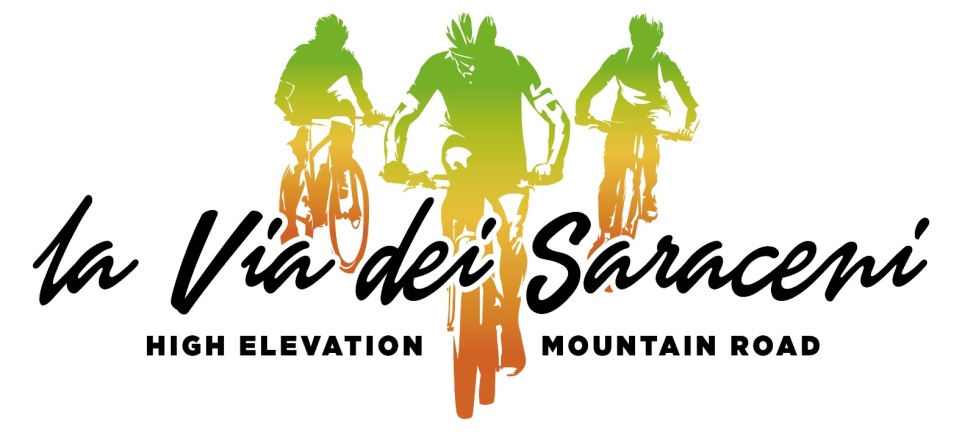 la Via dei Saraceni
HIGH ELEVATION MOUNTAIN ROAD